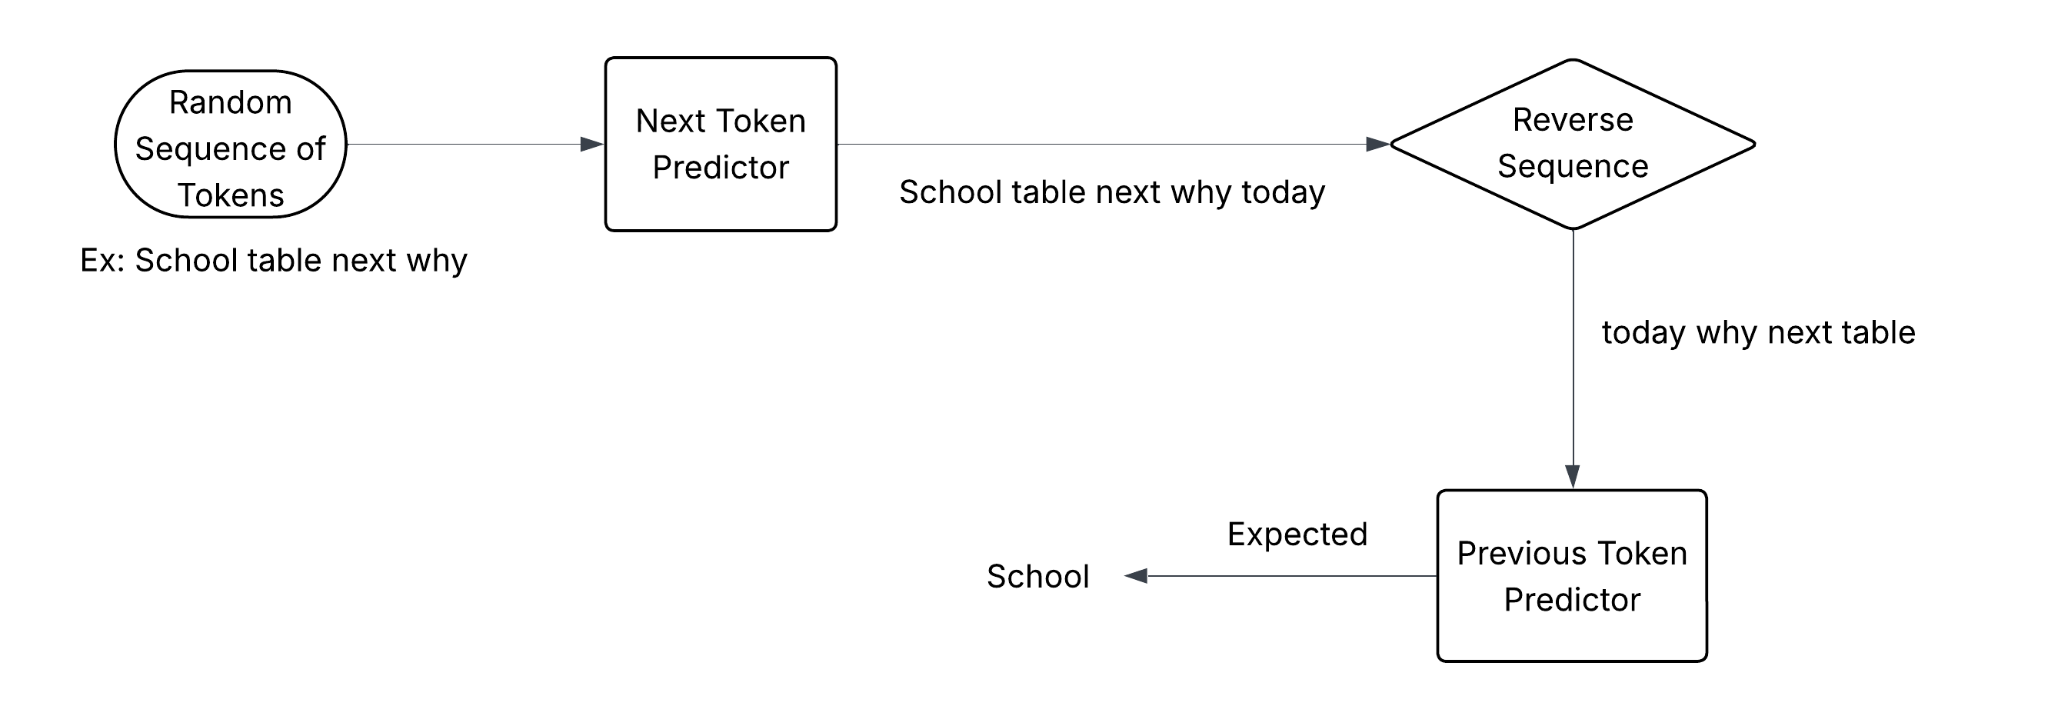 Random
Sequence of
Tokens
Ex: School table next why
Next Token
Predictor
School table next why today
Reverse
Sequence
today why next table
Previous Token
Predictor
Expected
School